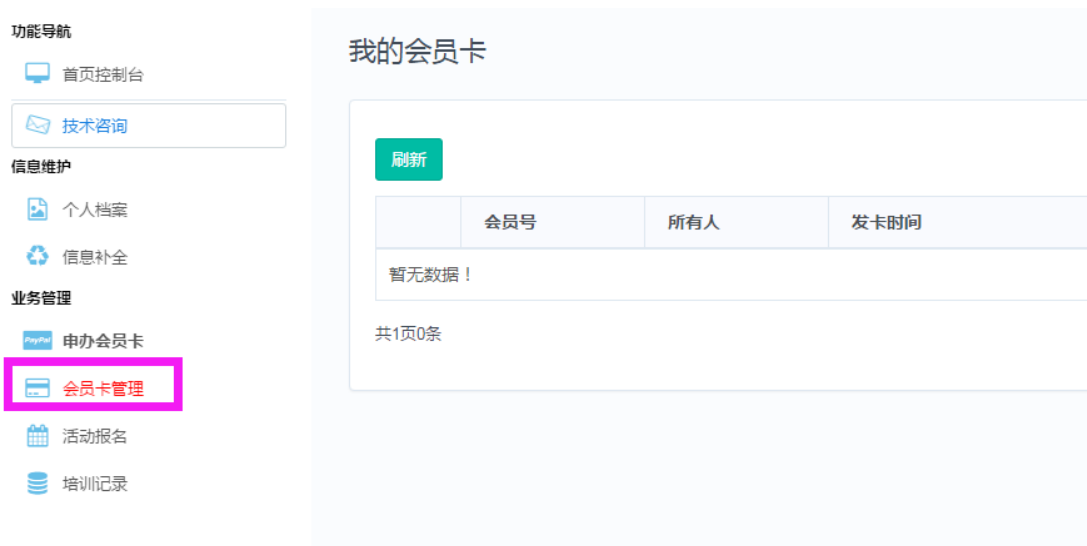 功能导航
首页控制台
技术咨询
信息维护
个人档案
信息补全
业务管理
PayPal 申办会员卡
会员卡管理
活动报名
培训记录
我的会员卡
刷新
会员号 所有人 发卡时间
暂无数据！
共1页0条